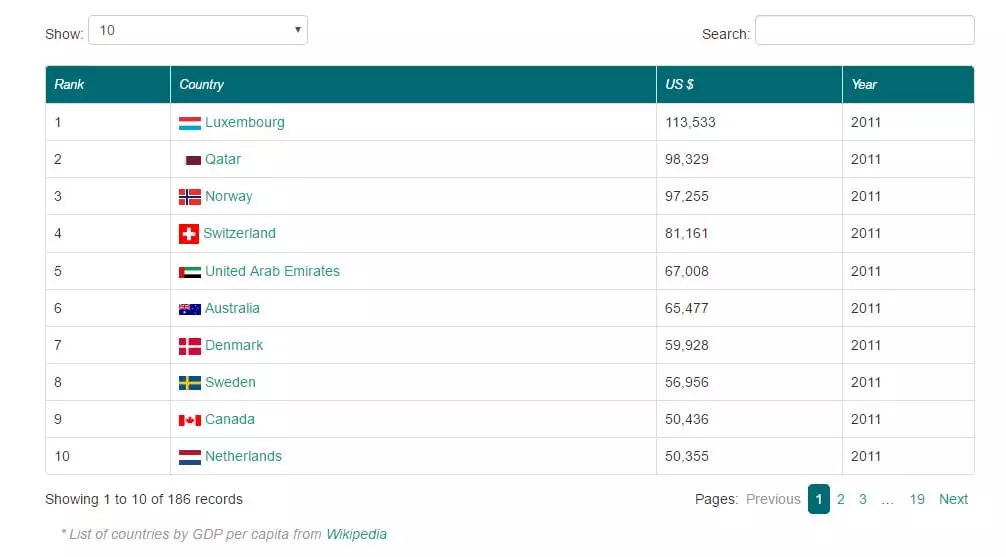 Show: 10 Search:
Rank Country US $ Year
1 Luxembourg 113,533 2011
2 Qatar 98,329 2011
3 Norway 97,255 2011
4 Switzerland 81,161 2011
5 United Arab Emirates 67,008 2011
6 Australia 65,477 2011
7 Denmark 59,928 2011
8 Sweden 56,956 2011
9 Canada 50,436 2011
10 Netherlands 50,355 2011
Showing 1 to 10 of 186 records Pages: Previous 1 2 3 ... 19 Next
* List of countries by GDP per capita from Wikipedia